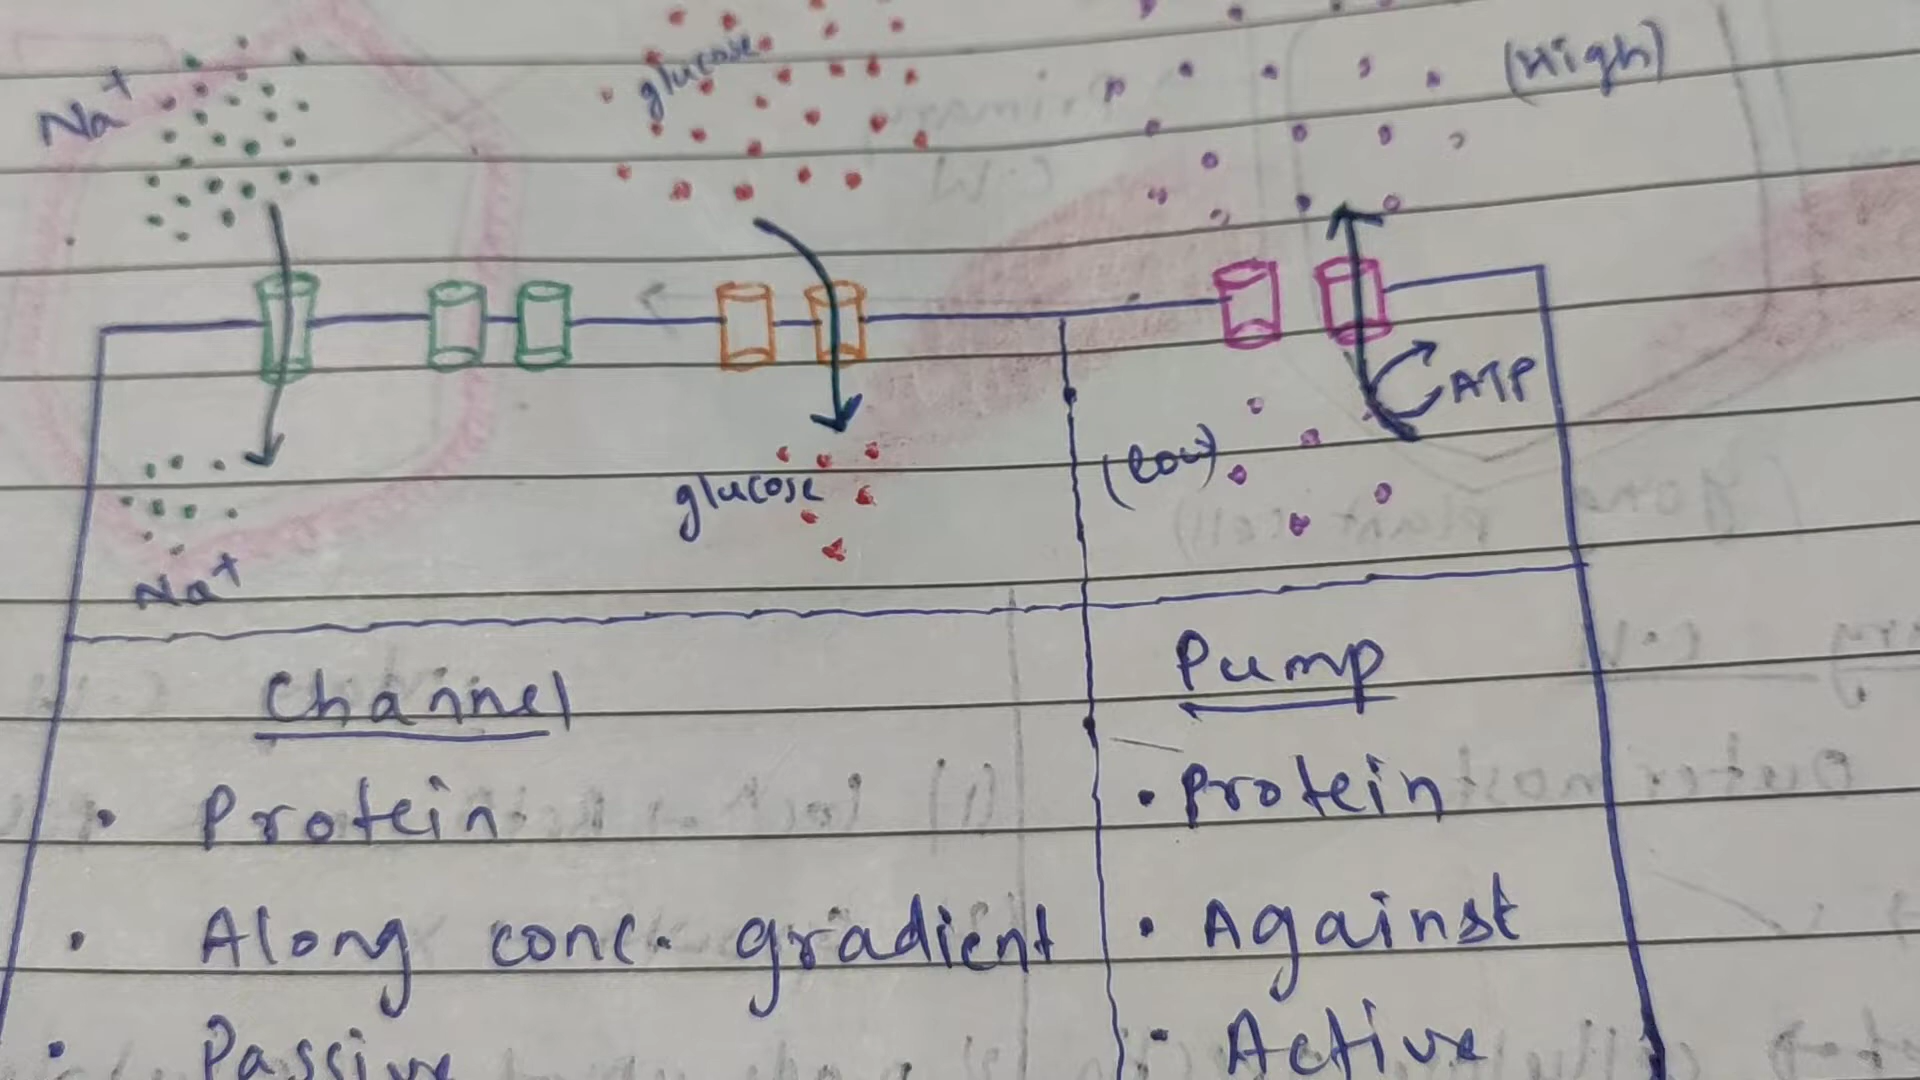 Na⁺ glucose (High)
ATP
(low)
glucose
Na⁺
Channel Pump
• Protein • Protein
• Along conc. gradient • Against
• Passive • Active